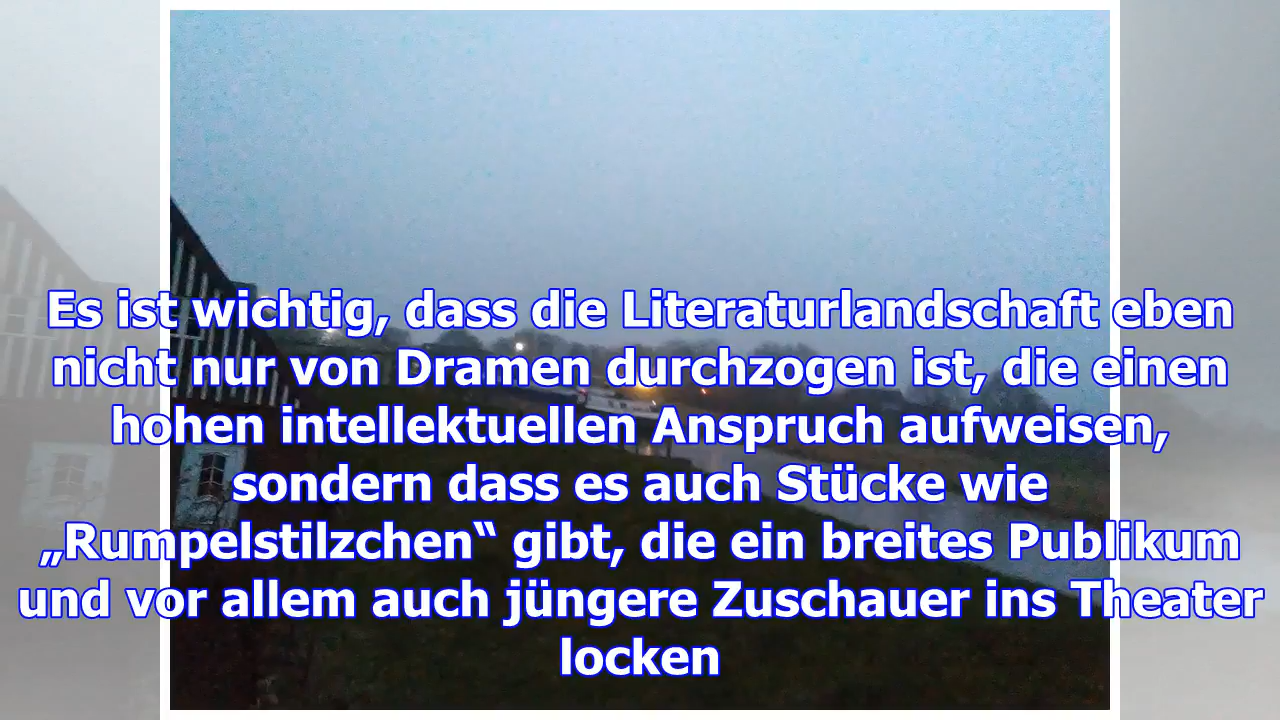 Es ist wichtig, dass die Literaturlandschaft eben
nicht nur von Dramen durchzogen ist, die einen
hohen intellektuellen Anspruch aufweisen,
sondern dass es auch Stücke wie
„Rumpelstilzchen“ gibt, die ein breites Publikum
und vor allem auch jüngere Zuschauer ins Theater
locken